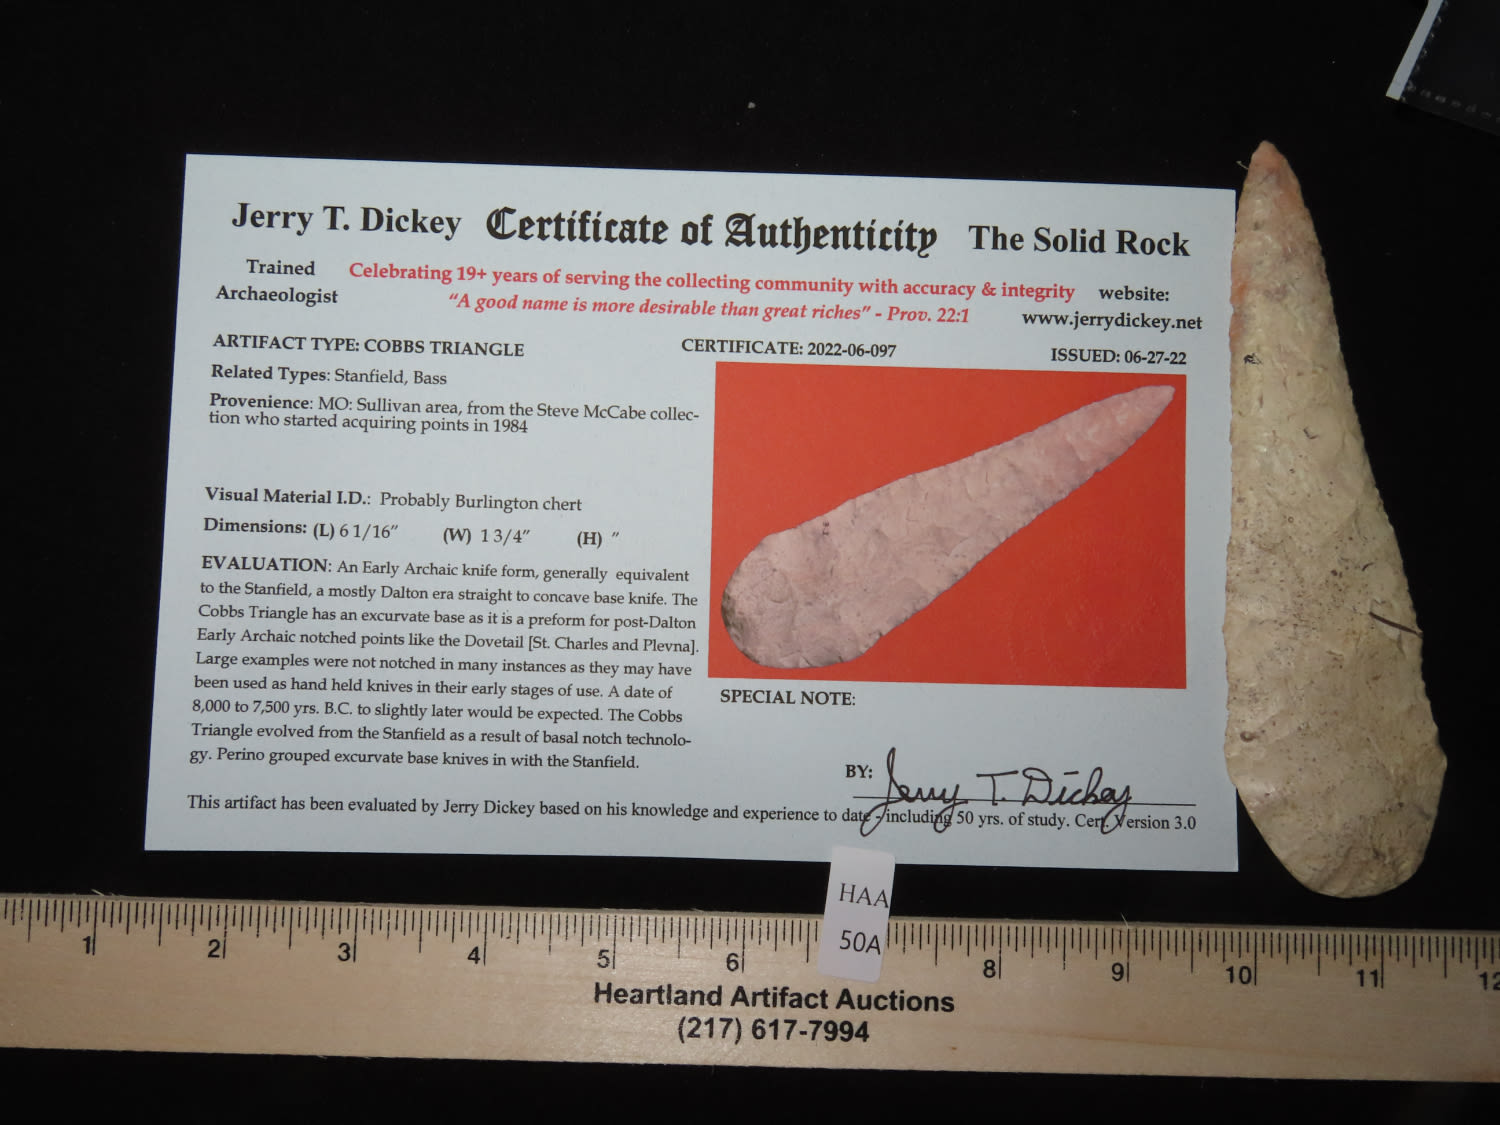 Jerry T. Dickey Certificate of Authenticity The Solid Rock
Trained
Archaeologist
Celebrating 19+ years of serving the collecting community with accuracy & integrity
"A good name is more desirable than great riches" - Prov. 22:1
website:
www.jerrydickey.net
ARTIFACT TYPE: COBBS TRIANGLE
CERTIFICATE: 2022-06-097
ISSUED: 06-27-22
Related Types: Stanfield, Bass
Provenience: MO: Sullivan area, from the Steve McCabe collec-
tion who started acquiring points in 1984
Visual Material I.D.: Probably Burlington chert
Dimensions: (L) 6 1/16" (W) 1 3/4" (H) "
EVALUATION: An Early Archaic knife form, generally equivalent
to the Stanfield, a mostly Dalton era straight to concave base knife. The
Cobbs Triangle has an excurvate base as it is a preform for post-Dalton
Early Archaic notched points like the Dovetail [St. Charles and Plevna].
Large examples were not notched in many instances as they may have
been used as hand held knives in their early stages of use. A date of
8,000 to 7,500 yrs. B.C. to slightly later would be expected. The Cobbs
Triangle evolved from the Stanfield as a result of basal notch technolo-
gy. Perino grouped excurvate base knives in with the Stanfield.
SPECIAL NOTE:
BY: Jerry T. Dickey
This artifact has been evaluated by Jerry Dickey based on his knowledge and experience to date - including 50 yrs. of study. Cert. Version 3.0
HAA
50A
1 2 3 4 5 6 8 9 10 11 12
Heartland Artifact Auctions
(217) 617-7994